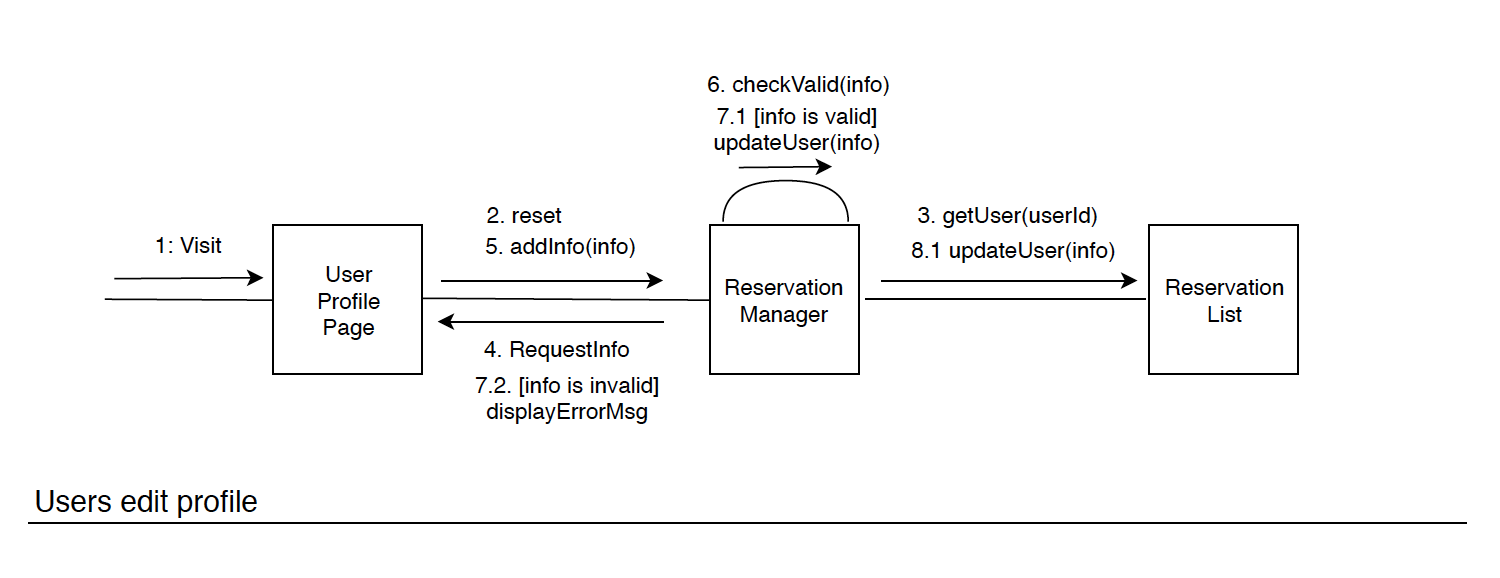 6. checkValid(info)
7.1 [info is valid]
updateUser(info)
1: Visit
2. reset
5. addInfo(info)
3. getUser(userId)
8.1 updateUser(info)
User
Profile
Page
Reservation
Manager
Reservation
List
4. RequestInfo
7.2. [info is invalid]
displayErrorMsg
Users edit profile